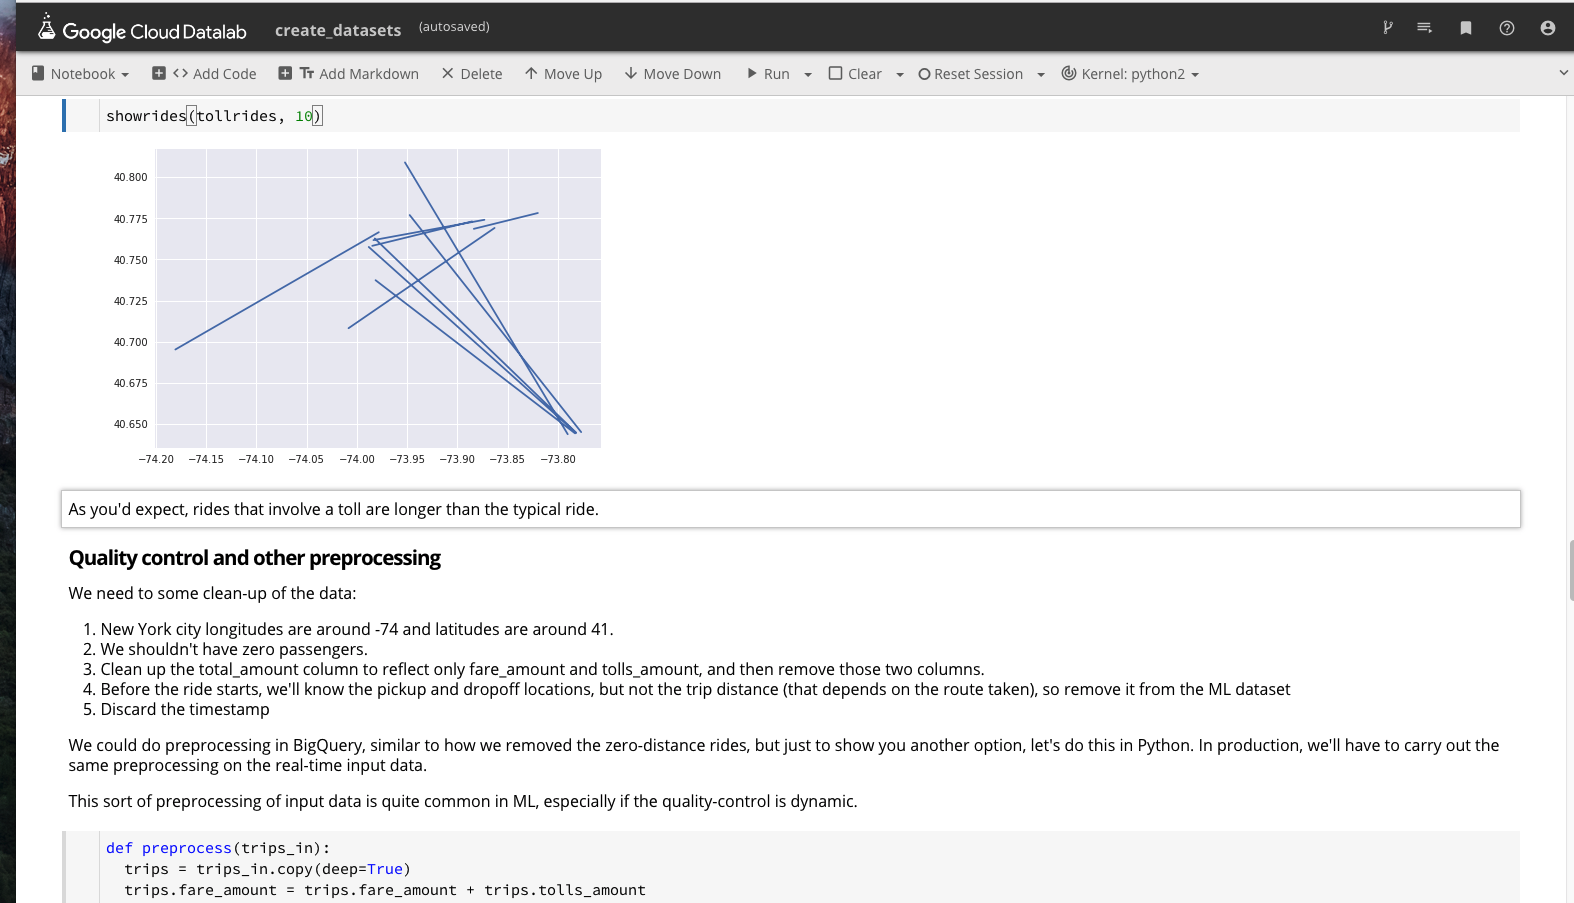 Google Cloud Datalab create_datasets (autosaved)
Notebook Add Code Add Markdown Delete Move Up Move Down Run Clear Reset Session Kernel: python2
showrides(tollrides, 10)
40.800
40.775
40.750
40.725
40.700
40.675
40.650
−74.20 −74.15 −74.10 −74.05 −74.00 −73.95 −73.90 −73.85 −73.80
As you'd expect, rides that involve a toll are longer than the typical ride.
Quality control and other preprocessing
We need to some clean-up of the data:
1. New York city longitudes are around -74 and latitudes are around 41.
2. We shouldn't have zero passengers.
3. Clean up the total_amount column to reflect only fare_amount and tolls_amount, and then remove those two columns.
4. Before the ride starts, we'll know the pickup and dropoff locations, but not the trip distance (that depends on the route taken), so remove it from the ML dataset
5. Discard the timestamp
We could do preprocessing in BigQuery, similar to how we removed the zero-distance rides, but just to show you another option, let's do this in Python. In production, we'll have to carry out the
same preprocessing on the real-time input data.
This sort of preprocessing of input data is quite common in ML, especially if the quality-control is dynamic.
def preprocess(trips_in):
trips = trips_in.copy(deep=True)
trips.fare_amount = trips.fare_amount + trips.tolls_amount